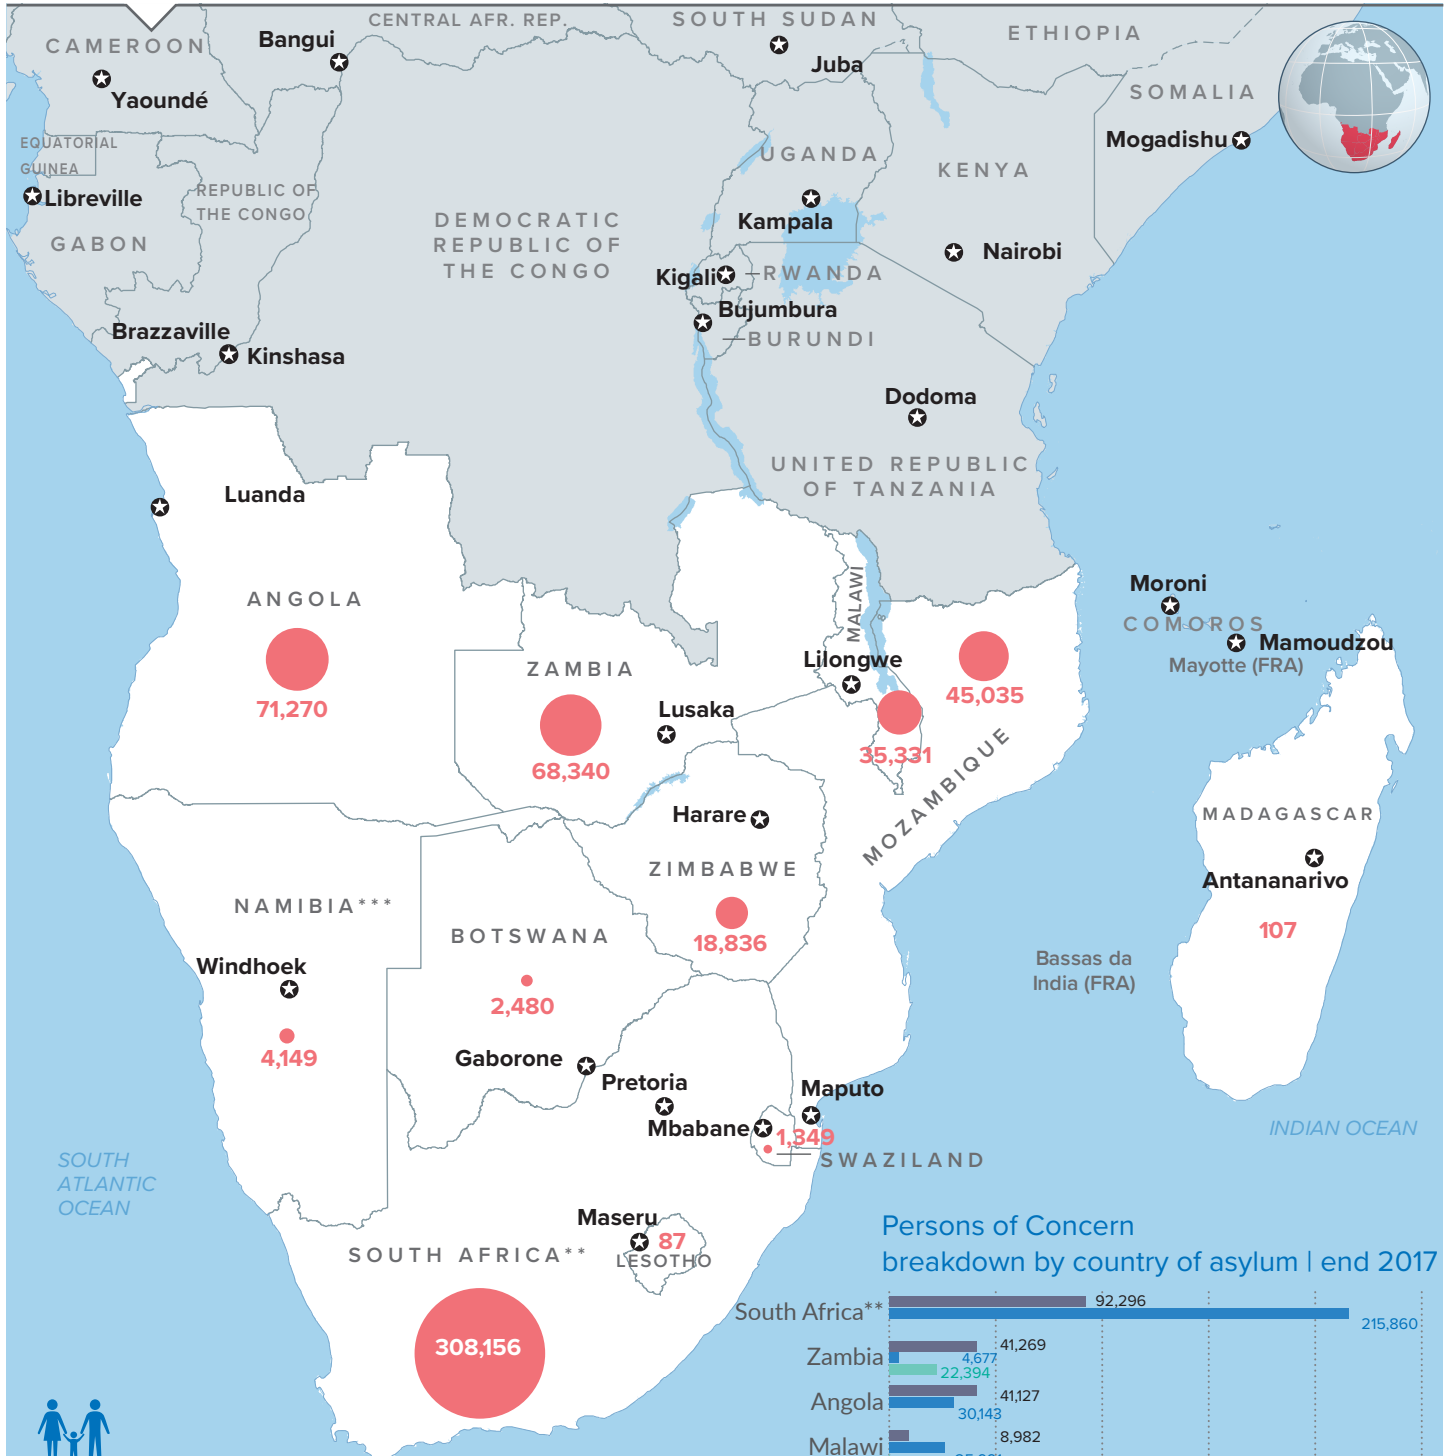 CENTRAL AFR. REP.
SOUTH SUDAN
ETHIOPIA
CAMEROON
Bangui
Juba
Yaoundé
SOMALIA
Mogadishu
EQUATORIAL
GUINEA
UGANDA
KENYA
Libreville
REPUBLIC OF
THE CONGO
GABON
DEMOCRATIC
REPUBLIC OF
THE CONGO
Kampala
Nairobi
Kigali
RWANDA
Bujumbura
BURUNDI
Brazzaville
Kinshasa
Dodoma
UNITED REPUBLIC
OF TANZANIA
Luanda
ANGOLA
71,270
ZAMBIA
68,340
Lusaka
MALAWI
Lilongwe
35,331
45,035
MOZAMBIQUE
Moroni
COMOROS
Mamoudzou
Mayotte (FRA)
MADAGASCAR
Antananarivo
107
Bassas da
India (FRA)
Harare
ZIMBABWE
18,836
NAMIBIA***
Windhoek
4,149
BOTSWANA
2,480
Gaborone
Pretoria
Mbabane
Maputo
1,349
SWAZILAND
INDIAN OCEAN
SOUTH
ATLANTIC
OCEAN
Maseru
87
LESOTHO
SOUTH AFRICA**
308,156
Persons of Concern
breakdown by country of asylum | end 2017
South Africa**
92,296
215,860
Zambia
41,269
4,677
22,394
Angola
41,127
30,143
Malawi
8,982